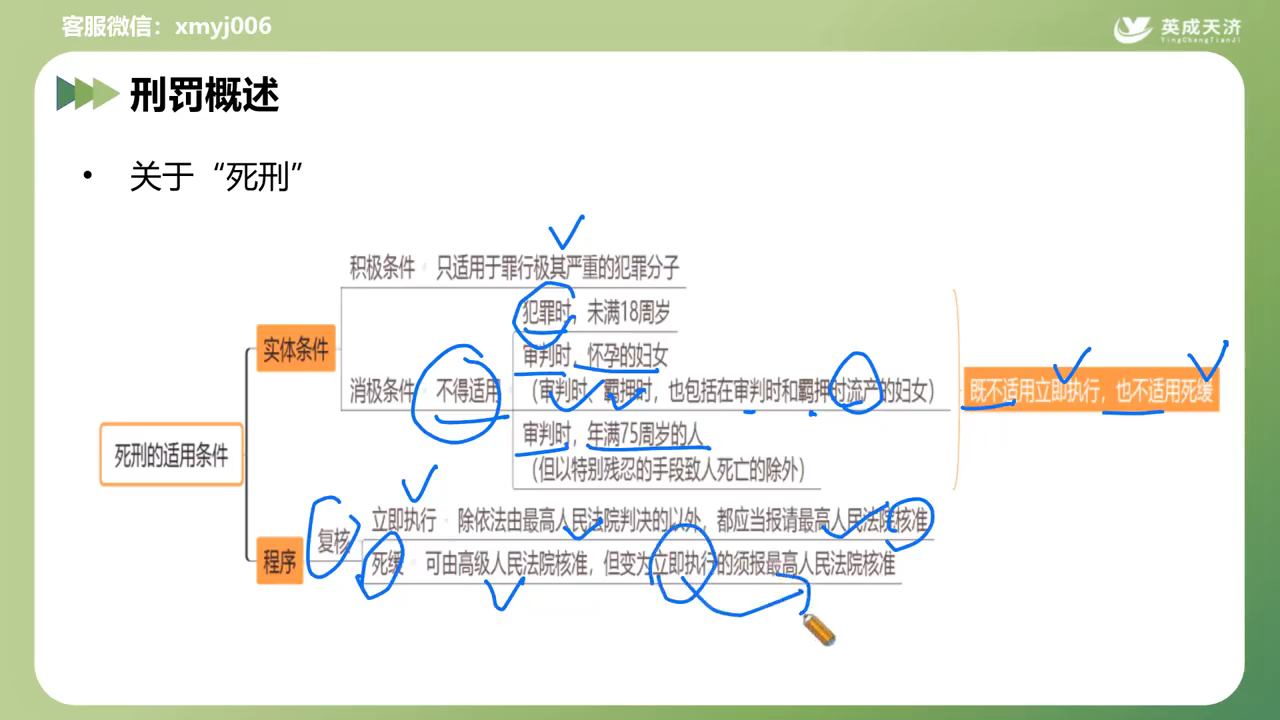 客服微信：xmyj006
英成天济
YingChengTianJi
刑罚概述
• 关于“死刑”
死刑的适用条件
实体条件
积极条件 只适用于罪行极其严重的犯罪分子
消极条件 不得适用
犯罪时，未满18周岁
审判时，怀孕的妇女
（审判时、羁押时，也包括在审判时和羁押时流产的妇女）
审判时，年满75周岁的人
（但以特别残忍的手段致人死亡的除外）
既不适用立即执行，也不适用死缓
程序
复核
立即执行 除依法由最高人民法院判决的以外，都应当报请最高人民法院核准
死缓 可由高级人民法院核准，但变为立即执行的须报最高人民法院核准